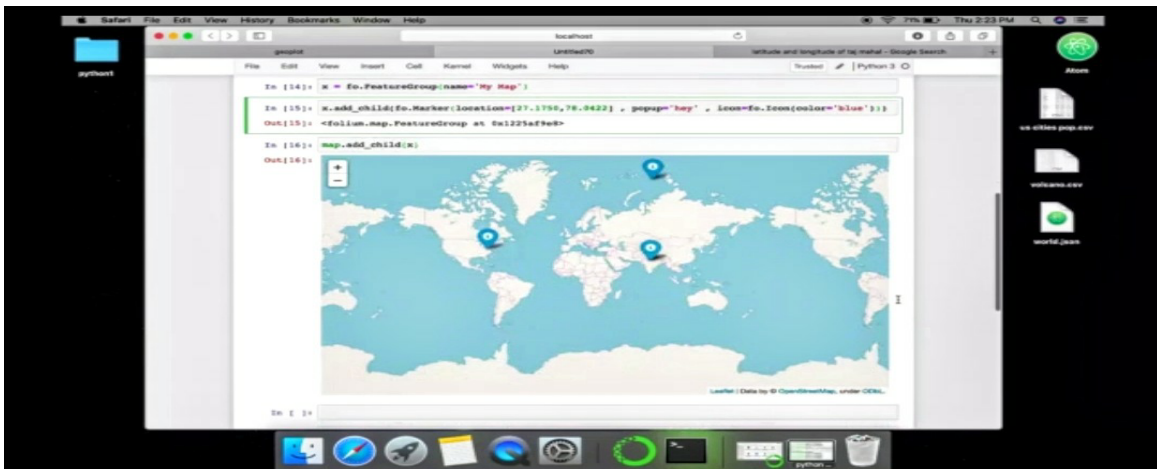 Safari File Edit View History Bookmarks Window Help
71% Thu 2:23 PM
localhost
geoplot Untitled70 latitude and longitude of taj mahal - Google Search
File Edit View Insert Cell Kernel Widgets Help
Trusted Python 3
In [14]: x = fo.FeatureGroup(name='My Map')
In [15]: x.add_child(fo.Marker(location=[27.1750,78.0422] , popup='hey' , icon=fo.Icon(color='blue')))
Out[15]: <folium.map.FeatureGroup at 0x1225af9e8>
In [16]: map.add_child(x)
Out[16]:
+
−
Leaflet | Data by © OpenStreetMap, under ODbL.
In [ ]:
python1
Atom
us cities pop.csv
volcano.csv
world.json
python ...